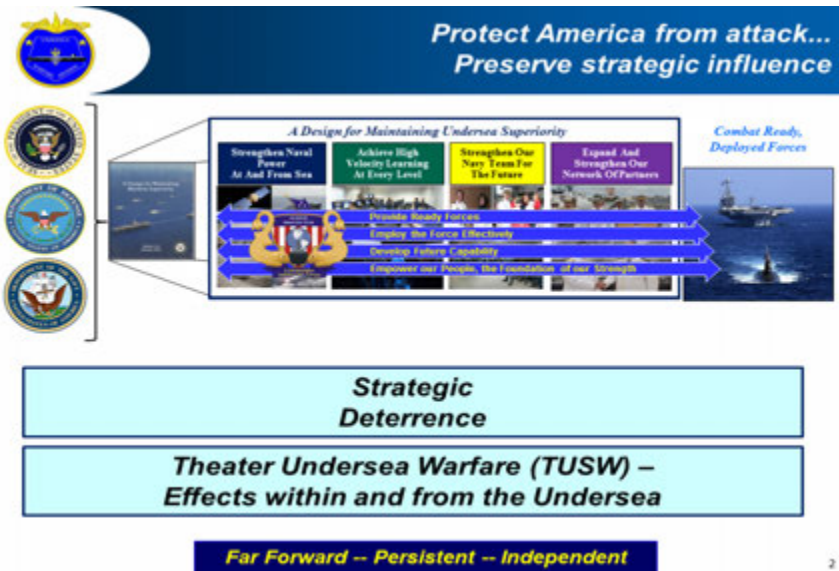 Protect America from attack...
Preserve strategic influence
A Design for Maintaining Undersea Superiority
Strengthen Naval
Power
At And From Sea
Achieve High
Velocity Learning
At Every Level
Strengthen Our
Navy Team For
The Future
Expand And
Strengthen Our
Network Of Partners
Combat Ready,
Deployed Forces
Provide Ready Forces
Employ the Force Effectively
Develop Future Capability
Empower our People, the Foundation of our Strength
Strategic
Deterrence
Theater Undersea Warfare (TUSW) –
Effects within and from the Undersea
Far Forward -- Persistent -- Independent
2